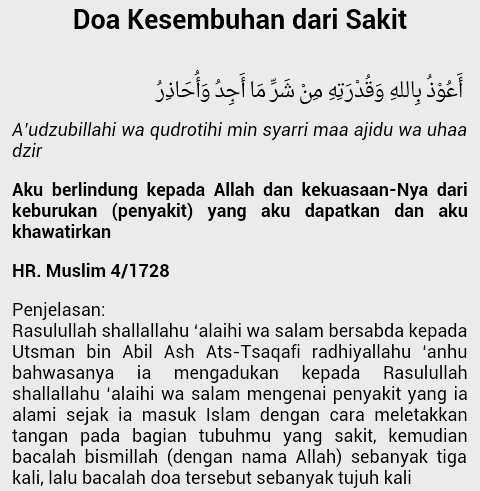 Doa Kesembuhan dari Sakit
أَعُوْذُ بِاللهِ وَقُدْرَتِهِ مِنْ شَرِّ مَا أَجِدُ وَأُحَاذِرُ
A'udzubillahi wa qudrotihi min syarri maa ajidu wa uhaa
dzir
Aku berlindung kepada Allah dan kekuasaan-Nya dari
keburukan (penyakit) yang aku dapatkan dan aku
khawatirkan
HR. Muslim 4/1728
Penjelasan:
Rasulullah shallallahu ‘alaihi wa salam bersabda kepada
Utsman bin Abil Ash Ats-Tsaqafi radhiyallahu ‘anhu
bahwasanya ia mengadukan kepada Rasulullah
shallallahu ‘alaihi wa salam mengenai penyakit yang ia
alami sejak ia masuk Islam dengan cara meletakkan
tangan pada bagian tubuhmu yang sakit, kemudian
bacalah bismillah (dengan nama Allah) sebanyak tiga
kali, lalu bacalah doa tersebut sebanyak tujuh kali